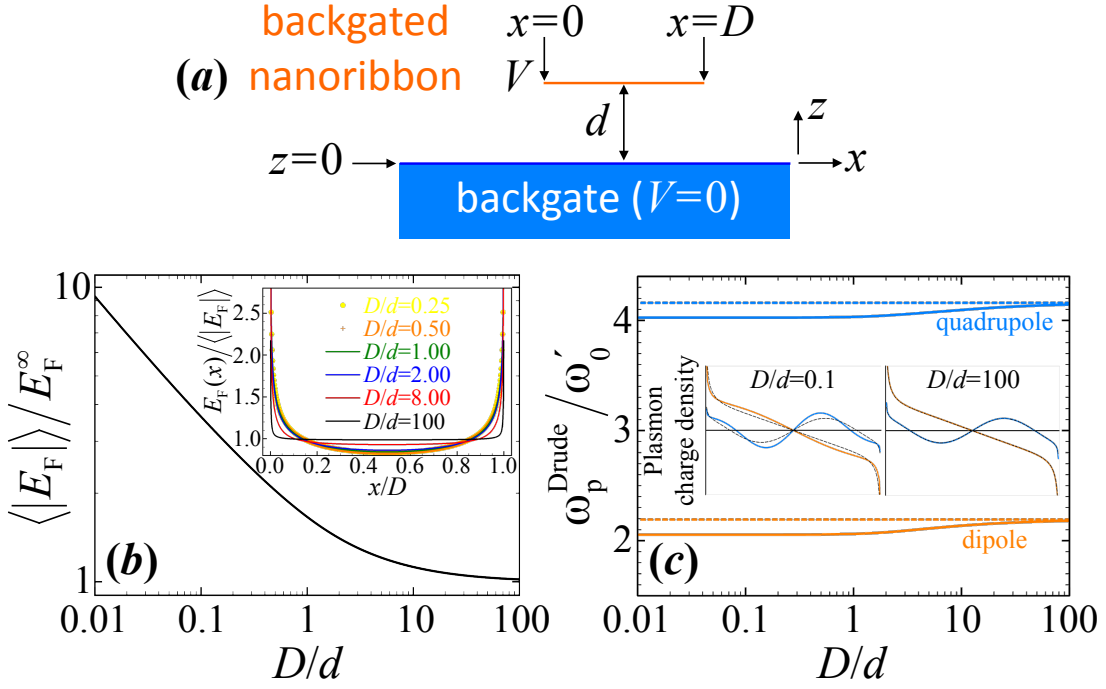 backgated
nanoribbon
(a)
x=0
x=D
V
d
z
z=0
x
backgate (V=0)
10
1
⟨|E_F|⟩ / E_F^∞
(b)
0.01
0.1
1
10
100
D/d
E_F(x)/⟨|E_F|⟩
2.5
2.0
1.5
1.0
D/d=0.25
D/d=0.50
D/d=1.00
D/d=2.00
D/d=8.00
D/d=100
0.0
0.2
0.4
0.6
0.8
1.0
x/D
4
3
2
ω_p^Drude / ω_0′
quadrupole
D/d=0.1
D/d=100
Plasmon
charge density
dipole
(c)
0.01
0.1
1
10
100
D/d